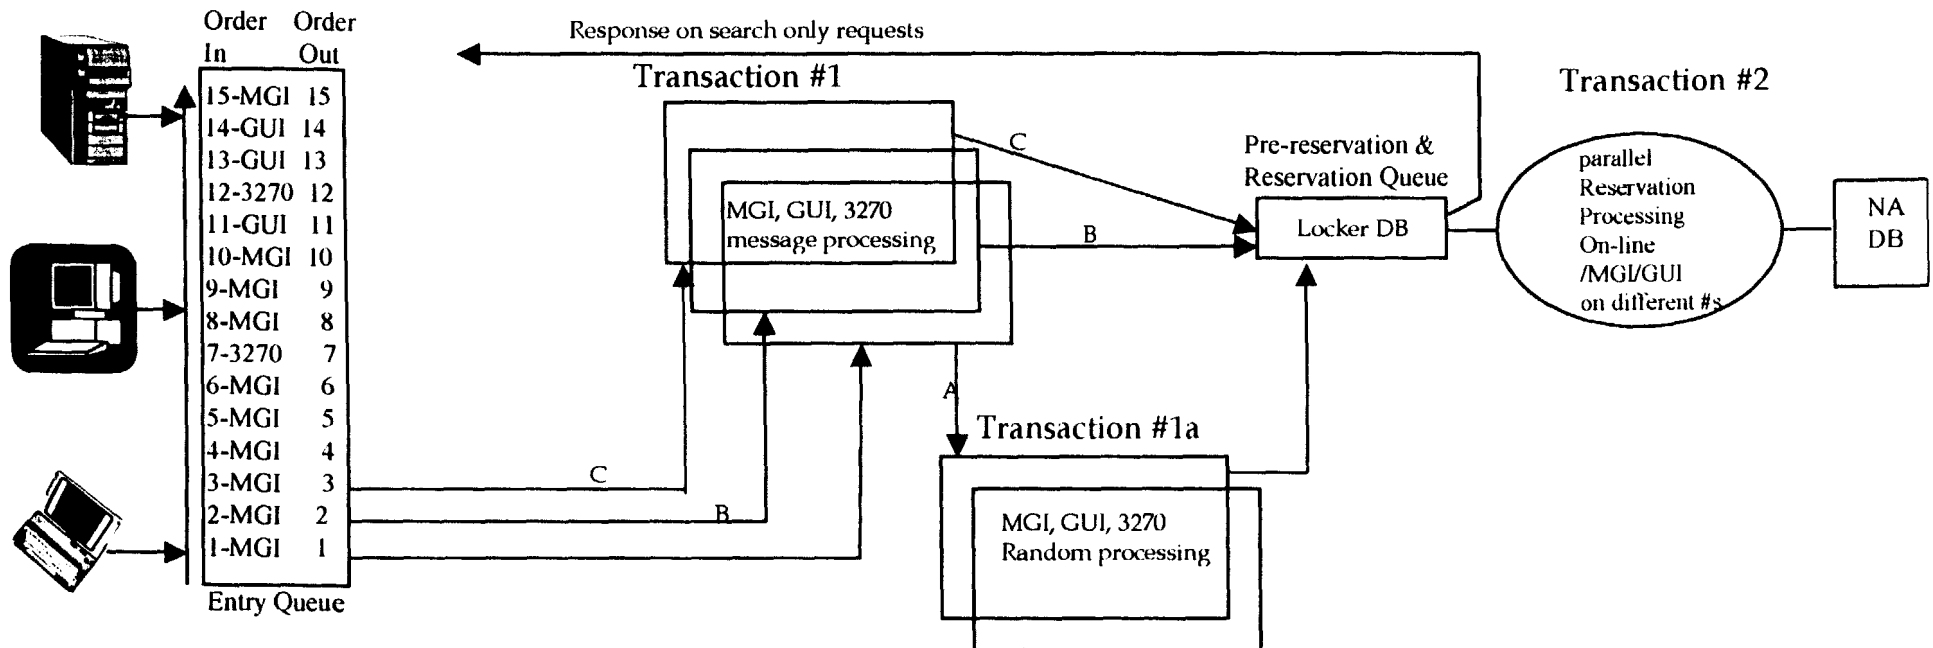 Order Order
In Out
15-MGI 15
14-GUI 14
13-GUI 13
12-3270 12
11-GUI 11
10-MGI 10
9-MGI 9
8-MGI 8
7-3270 7
6-MGI 6
5-MGI 5
4-MGI 4
3-MGI 3
2-MGI 2
1-MGI 1
Entry Queue
Response on search only requests
Transaction #1
MGI, GUI, 3270
message processing
C
B
C
B
A
Transaction #1a
MGI, GUI, 3270
Random processing
Pre-reservation &
Reservation Queue
Locker DB
Transaction #2
parallel
Reservation
Processing
On-line
/MGI/GUI
on different #s
NA
DB